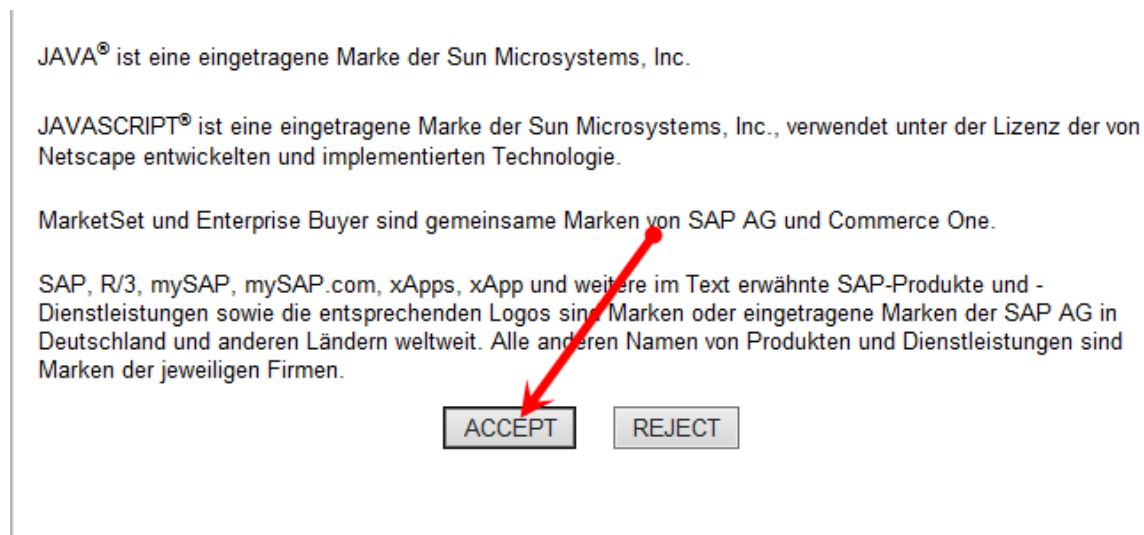 JAVA® ist eine eingetragene Marke der Sun Microsystems, Inc.
JAVASCRIPT® ist eine eingetragene Marke der Sun Microsystems, Inc., verwendet unter der Lizenz der von
Netscape entwickelten und implementierten Technologie.
MarketSet und Enterprise Buyer sind gemeinsame Marken von SAP AG und Commerce One.
SAP, R/3, mySAP, mySAP.com, xApps, xApp und weitere im Text erwähnte SAP-Produkte und -
Dienstleistungen sowie die entsprechenden Logos sind Marken oder eingetragene Marken der SAP AG in
Deutschland und anderen Ländern weltweit. Alle anderen Namen von Produkten und Dienstleistungen sind
Marken der jeweiligen Firmen.
ACCEPT REJECT